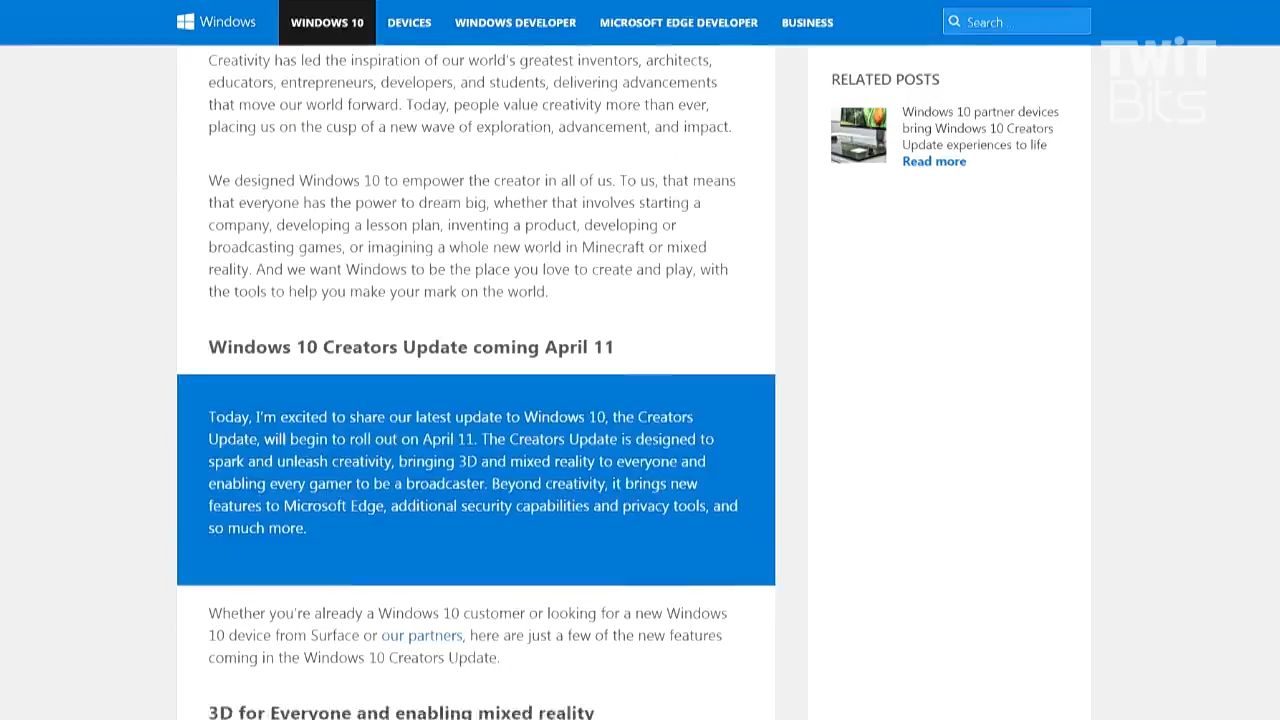 Windows
WINDOWS 10
DEVICES
WINDOWS DEVELOPER
MICROSOFT EDGE DEVELOPER
BUSINESS
Search ...
TWiT
Bits
Creativity has led the inspiration of our world's greatest inventors, architects,
educators, entrepreneurs, developers, and students, delivering advancements
that move our world forward. Today, people value creativity more than ever,
placing us on the cusp of a new wave of exploration, advancement, and impact.
We designed Windows 10 to empower the creator in all of us. To us, that means
that everyone has the power to dream big, whether that involves starting a
company, developing a lesson plan, inventing a product, developing or
broadcasting games, or imagining a whole new world in Minecraft or mixed
reality. And we want Windows to be the place you love to create and play, with
the tools to help you make your mark on the world.
Windows 10 Creators Update coming April 11
Today, I'm excited to share our latest update to Windows 10, the Creators
Update, will begin to roll out on April 11. The Creators Update is designed to
spark and unleash creativity, bringing 3D and mixed reality to everyone and
enabling every gamer to be a broadcaster. Beyond creativity, it brings new
features to Microsoft Edge, additional security capabilities and privacy tools, and
so much more.
Whether you're already a Windows 10 customer or looking for a new Windows
10 device from Surface or our partners, here are just a few of the new features
coming in the Windows 10 Creators Update.
3D for Everyone and enabling mixed reality
RELATED POSTS
Windows 10 partner devices
bring Windows 10 Creators
Update experiences to life
Read more